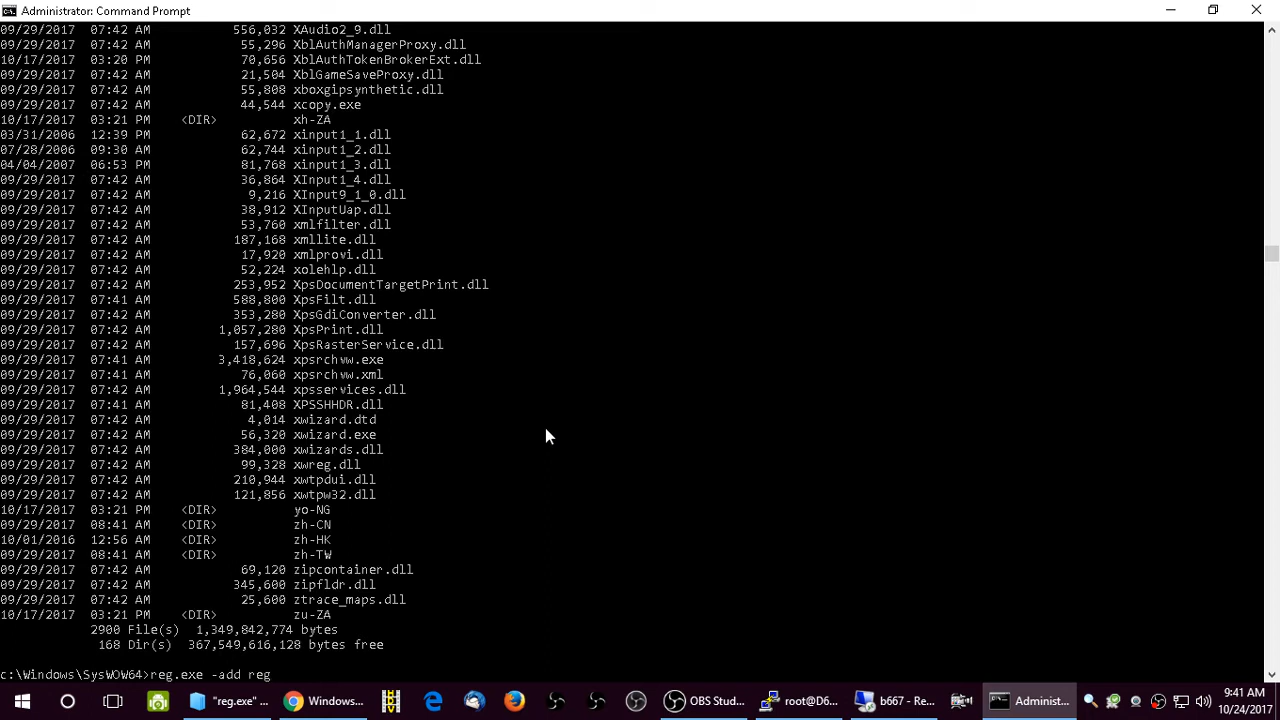 Administrator: Command Prompt
09/29/2017  07:42 AM           556,032 XAudio2_9.dll
09/29/2017  07:42 AM            55,296 XblAuthManagerProxy.dll
10/17/2017  03:20 PM            70,656 XblAuthTokenBrokerExt.dll
09/29/2017  07:42 AM            21,504 XblGameSaveProxy.dll
09/29/2017  07:42 AM            55,808 xboxgipsynthetic.dll
09/29/2017  07:42 AM            44,544 xcopy.exe
10/17/2017  03:21 PM    <DIR>          xh-ZA
03/31/2006  12:39 PM            62,672 xinput1_1.dll
07/28/2006  09:30 AM            62,744 xinput1_2.dll
04/04/2007  06:53 PM            81,768 xinput1_3.dll
09/29/2017  07:42 AM            36,864 XInput1_4.dll
09/29/2017  07:42 AM             9,216 XInput9_1_0.dll
09/29/2017  07:42 AM            38,912 XInputUap.dll
09/29/2017  07:42 AM            53,760 xmlfilter.dll
09/29/2017  07:42 AM           187,168 xmllite.dll
09/29/2017  07:42 AM            17,920 xmlprovi.dll
09/29/2017  07:42 AM            52,224 xolehlp.dll
09/29/2017  07:42 AM           253,952 XpsDocumentTargetPrint.dll
09/29/2017  07:41 AM           588,800 XpsFilt.dll
09/29/2017  07:42 AM           353,280 XpsGdiConverter.dll
09/29/2017  07:42 AM         1,057,280 XpsPrint.dll
09/29/2017  07:42 AM           157,696 XpsRasterService.dll
09/29/2017  07:41 AM         3,418,624 xpsrchvw.exe
09/29/2017  07:41 AM            76,060 xpsrchvw.xml
09/29/2017  07:42 AM         1,964,544 xpsservices.dll
09/29/2017  07:41 AM            81,408 XPSSHHDR.dll
09/29/2017  07:42 AM             4,014 xwizard.dtd
09/29/2017  07:42 AM            56,320 xwizard.exe
09/29/2017  07:42 AM           384,000 xwizards.dll
09/29/2017  07:42 AM            99,328 xwreg.dll
09/29/2017  07:42 AM           210,944 xwtpdui.dll
09/29/2017  07:42 AM           121,856 xwtpw32.dll
10/17/2017  03:21 PM    <DIR>          yo-NG
09/29/2017  08:41 AM    <DIR>          zh-CN
10/01/2016  12:56 AM    <DIR>          zh-HK
09/29/2017  08:41 AM    <DIR>          zh-TW
09/29/2017  07:42 AM            69,120 zipcontainer.dll
09/29/2017  07:42 AM           345,600 zipfldr.dll
09/29/2017  07:42 AM            25,600 ztrace_maps.dll
10/17/2017  03:21 PM    <DIR>          zu-ZA
2900 File(s)  1,349,842,774 bytes
168 Dir(s)  367,549,616,128 bytes free
c:\Windows\SysWOW64>reg.exe -add reg
"reg.exe" ...
Windows...
OBS Stud...
root@D6...
b667 - Re...
Administ...
9:41 AM
10/24/2017